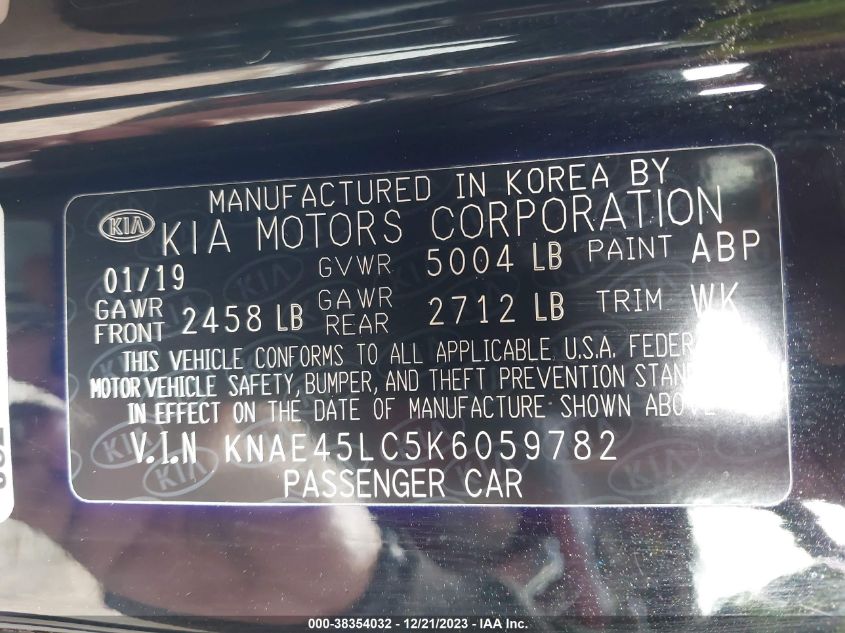 MANUFACTURED IN KOREA BY
KIA KIA MOTORS CORPORATION
01/19 GVWR 5004 LB PAINT ABP
GAWR FRONT 2458 LB GAWR REAR 2712 LB TRIM WK
THIS VEHICLE CONFORMS TO ALL APPLICABLE U.S.A. FEDER
MOTOR VEHICLE SAFETY, BUMPER, AND THEFT PREVENTION STAN
IN EFFECT ON THE DATE OF MANUFACTURE SHOWN ABOVE
V.I.N KNAE45LC5K6059782
PASSENGER CAR
000-38354032 - 12/21/2023 - IAA Inc.